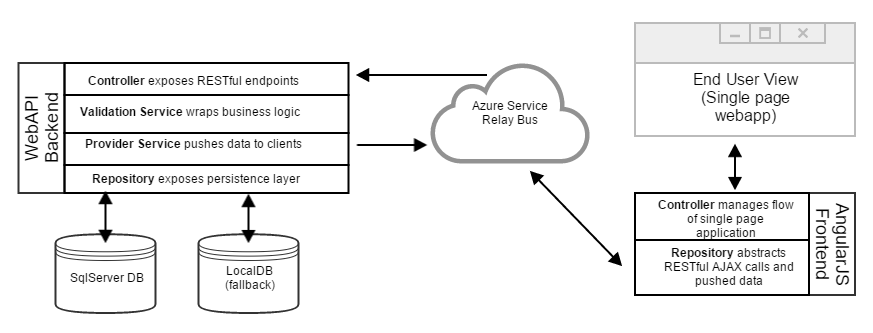 WebAPI
Backend
Controller exposes RESTful endpoints
Validation Service wraps business logic
Provider Service pushes data to clients
Repository exposes persistence layer
SqlServer DB
LocalDB
(fallback)
Azure Service
Relay Bus
End User View
(Single page
webapp)
Controller manages flow
of single page
application
Repository abstracts
RESTful AJAX calls and
pushed data
AngularJS
Frontend